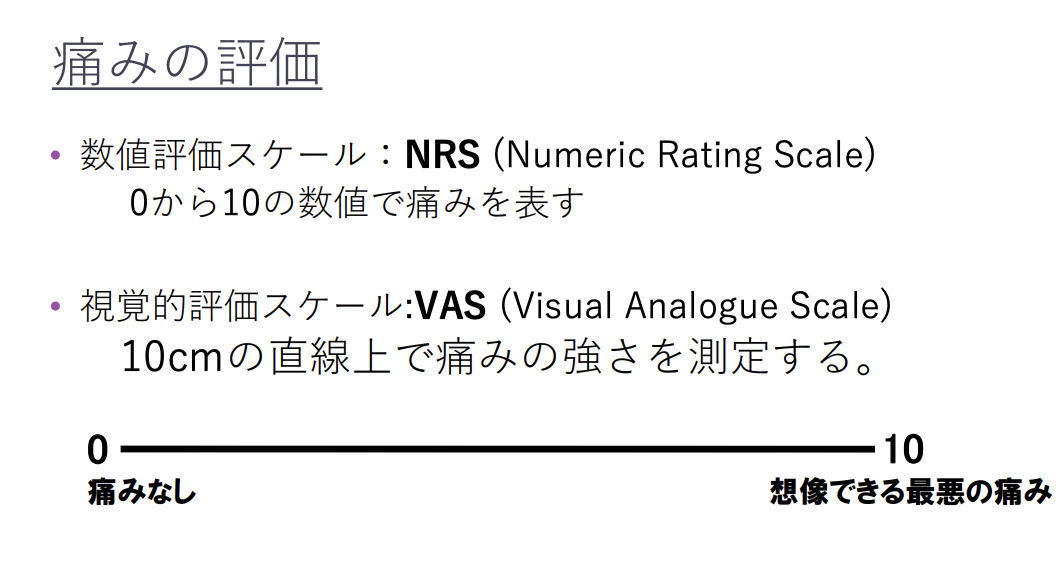 痛みの評価
• 数値評価スケール：NRS (Numeric Rating Scale)
0から10の数値で痛みを表す
• 視覚的評価スケール:VAS (Visual Analogue Scale)
10cmの直線上で痛みの強さを測定する。
0 10
痛みなし 想像できる最悪の痛み